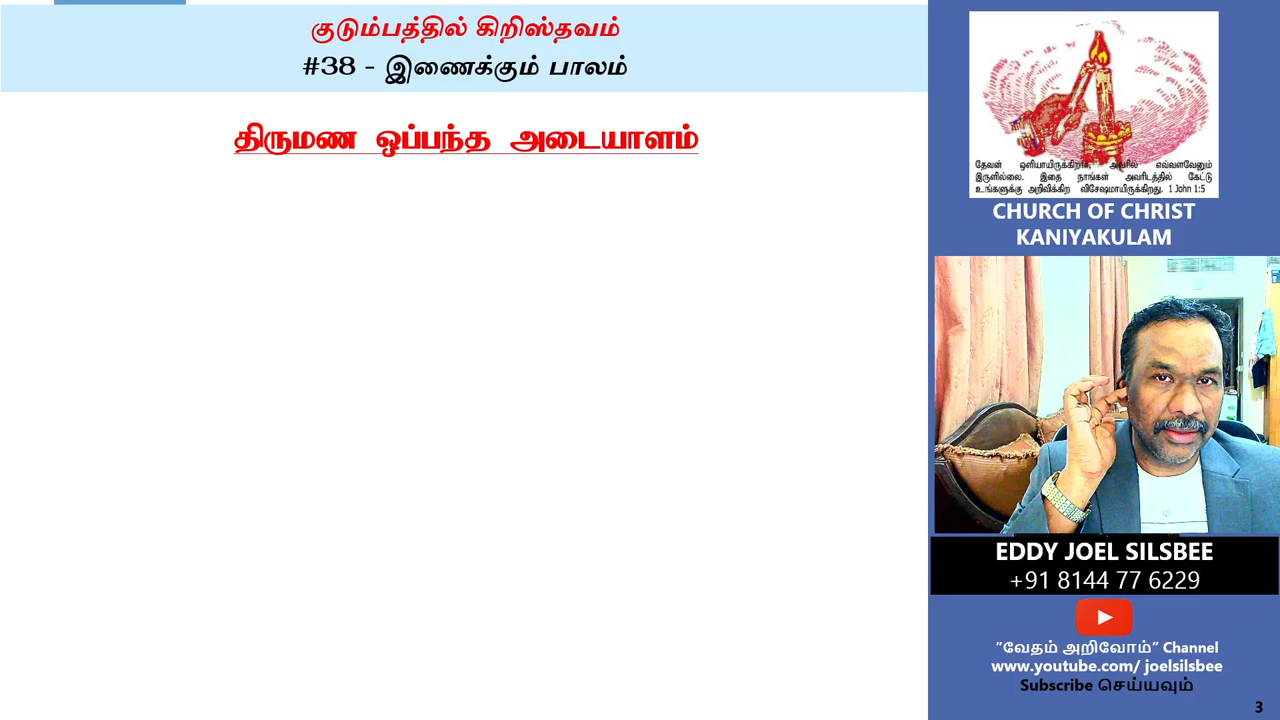 குடும்பத்தில் கிறிஸ்தவம்
#38 - இணைக்கும் பாலம்
திருமண ஒப்பந்த அடையாளம்
தேவன் ஒளியாயிருக்கிறார், அவரில் எவ்வளவேனும்
இருளில்லை. இதை நாங்கள் அவரிடத்தில் கேட்டு
உங்களுக்கு அறிவிக்கிற விசேஷமாயிருக்கிறது. 1 John 1:5
CHURCH OF CHRIST
KANIYAKULAM
EDDY JOEL SILSBEE
+91 8144 77 6229
"வேதம் அறிவோம்" Channel
www.youtube.com/ joelsilsbee
Subscribe செய்யவும்
3